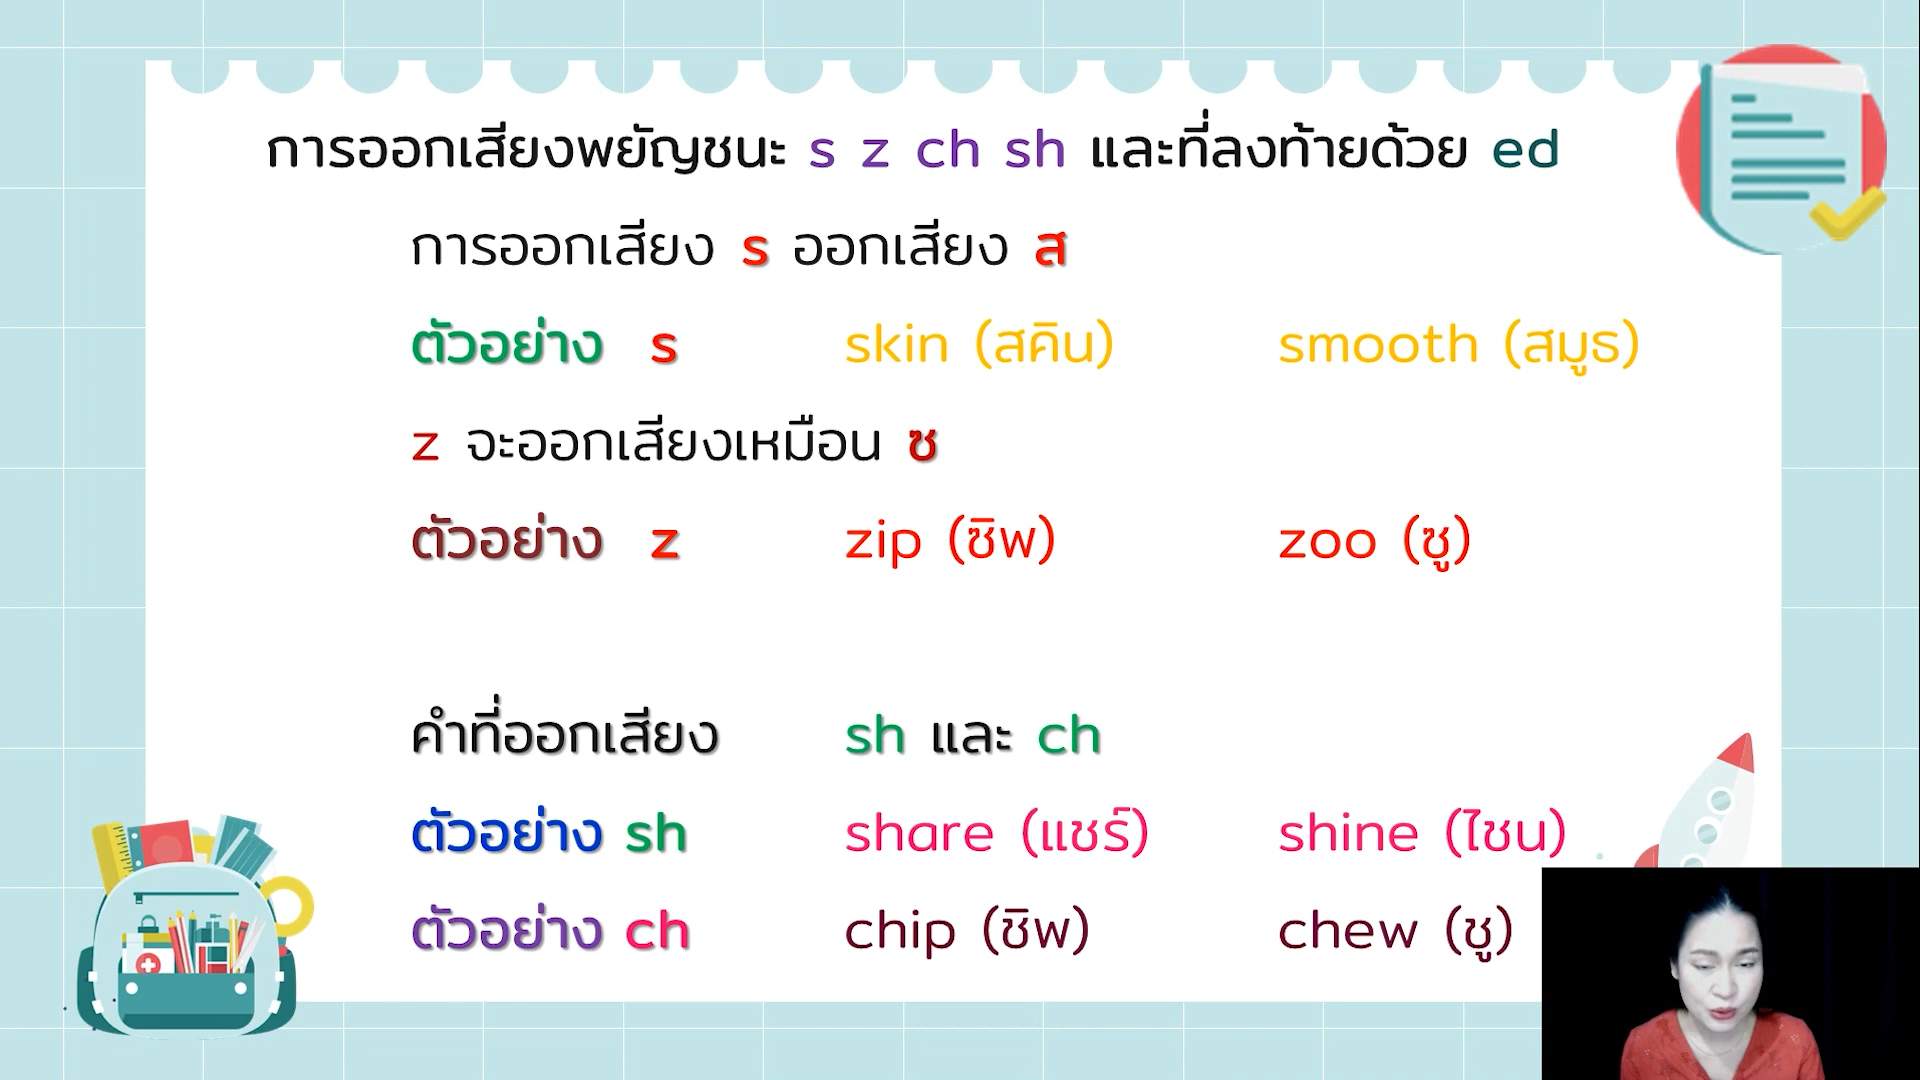 การออกเสียงพยัญชนะ s z ch sh และที่ลงท้ายด้วย ed
การออกเสียง s ออกเสียง ส
ตัวอย่าง s skin (สคิน) smooth (สมูธ)
z จะออกเสียงเหมือน ซ
ตัวอย่าง z zip (ซิพ) zoo (ซู)
คำที่ออกเสียง sh และ ch
ตัวอย่าง sh share (แชร์) shine (ไชน)
ตัวอย่าง ch chip (ชิพ) chew (ชู)